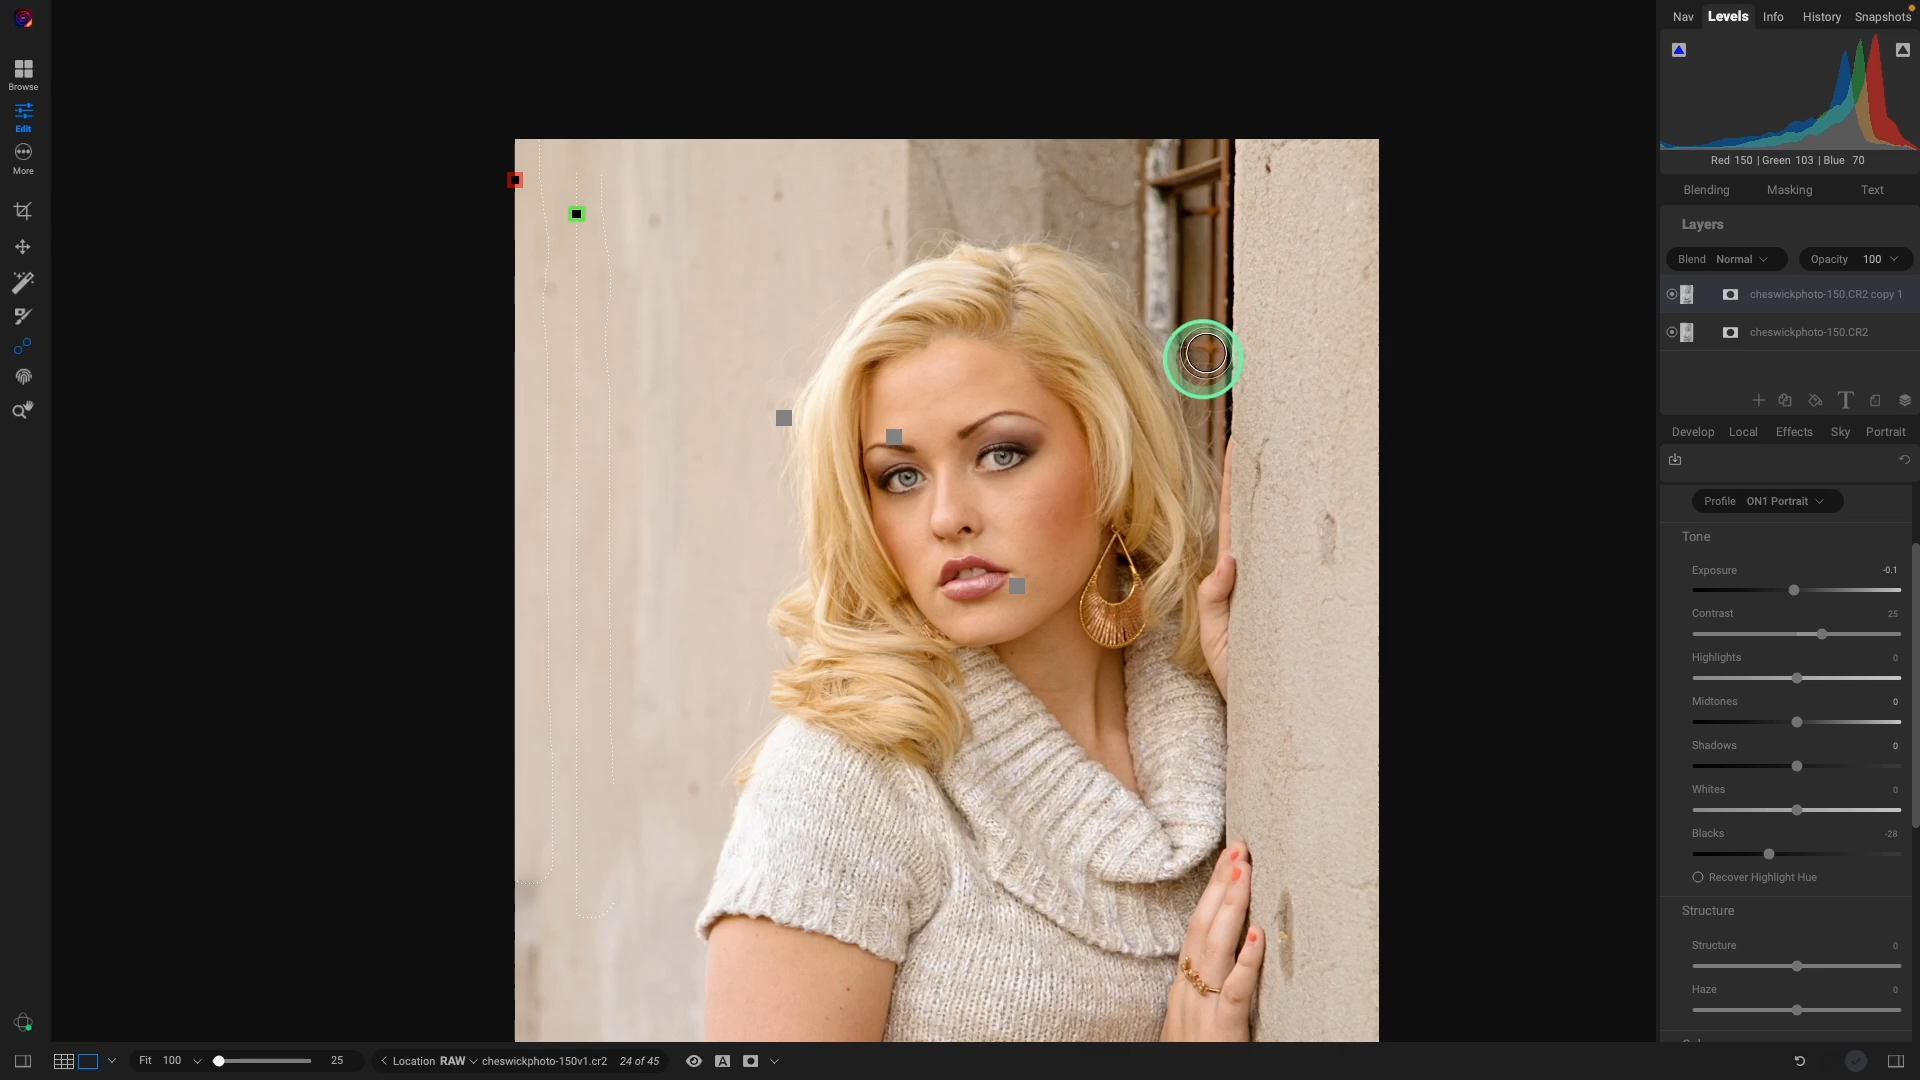 Nav Levels Info History Snapshots
Browse
Edit
More
Red 150 | Green 103 | Blue 70
Blending Masking Text
Layers
Blend Normal Opacity 100
cheswickphoto-150.CR2 copy 1
cheswickphoto-150.CR2
Develop Local Effects Sky Portrait
Profile ON1 Portrait
Tone
Exposure -0.1
Contrast 25
Highlights 0
Midtones 0
Shadows 0
Whites 0
Blacks -28
Recover Highlight Hue
Structure
Structure 0
Haze 0
Fit 100 25 Location RAW cheswickphoto-150v1.cr2 24 of 45 A